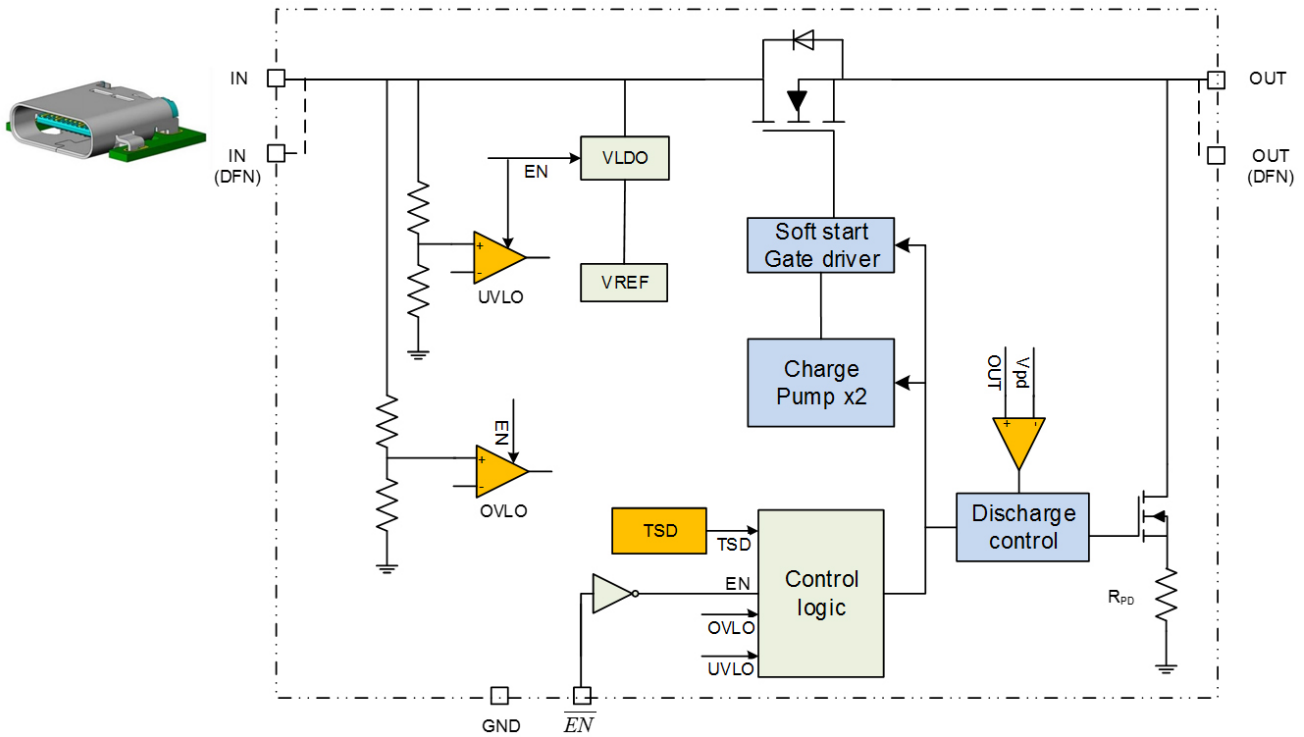 IN
OUT
IN
(DFN)
OUT
(DFN)
EN
VLDO
Soft start
Gate driver
+
-
UVLO
VREF
Charge
Pump x2
OUT
Vpd
+
-
EN
+
-
OVLO
TSD
TSD
Discharge
control
EN
Control
logic
OVLO
UVLO
RPD
GND
EN